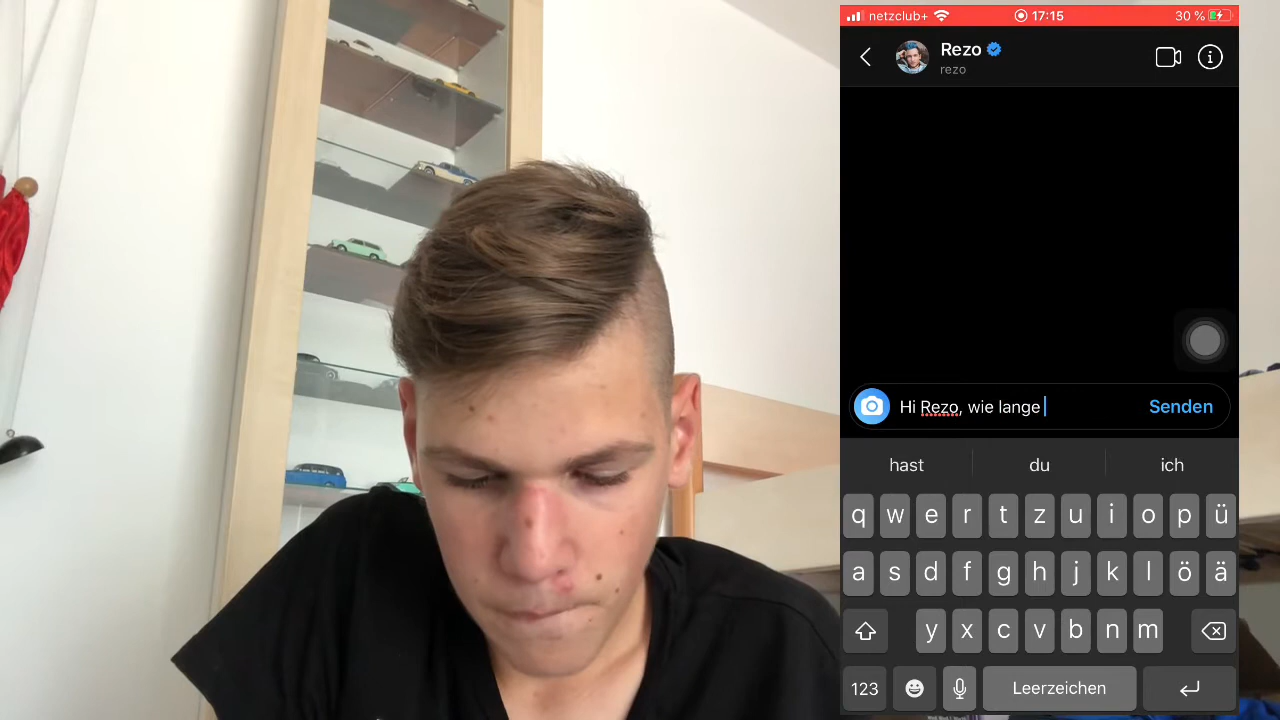 netzclub+ 17:15 30 %
Rezo
rezo
Hi Rezo, wie lange Senden
hast du ich
q w e r t z u i o p ü
a s d f g h j k l ö ä
y x c v b n m
123 Leerzeichen